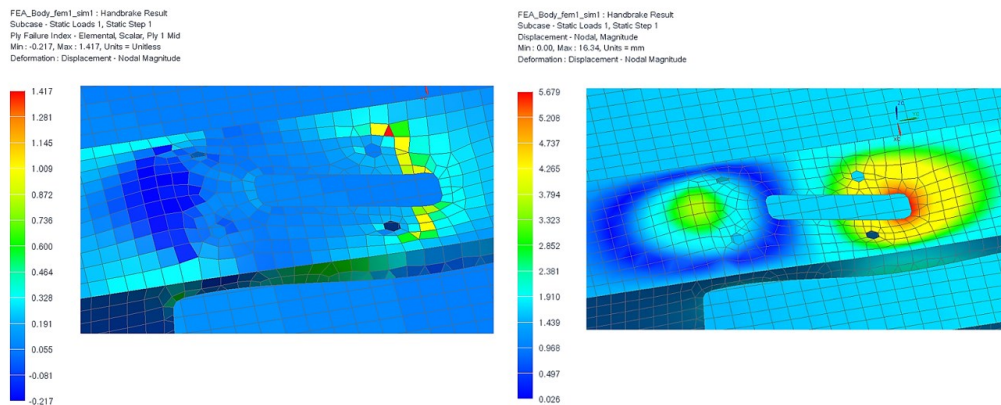 FEA_Body_fem1_sim1 : Handbrake Result
Subcase - Static Loads 1, Static Step 1
Ply Failure Index - Elemental, Scalar, Ply 1 Mid
Min : -0.217, Max : 1.417, Units = Unitless
Deformation : Displacement - Nodal Magnitude
1.417
1.281
1.145
1.009
0.872
0.736
0.600
0.464
0.328
0.191
0.055
-0.081
-0.217
FEA_Body_fem1_sim1 : Handbrake Result
Subcase - Static Loads 1, Static Step 1
Displacement - Nodal, Magnitude
Min : 0.00, Max : 16.34, Units = mm
Deformation : Displacement - Nodal Magnitude
5.679
5.208
4.737
4.265
3.794
3.323
2.852
2.381
1.910
1.439
0.968
0.497
0.026